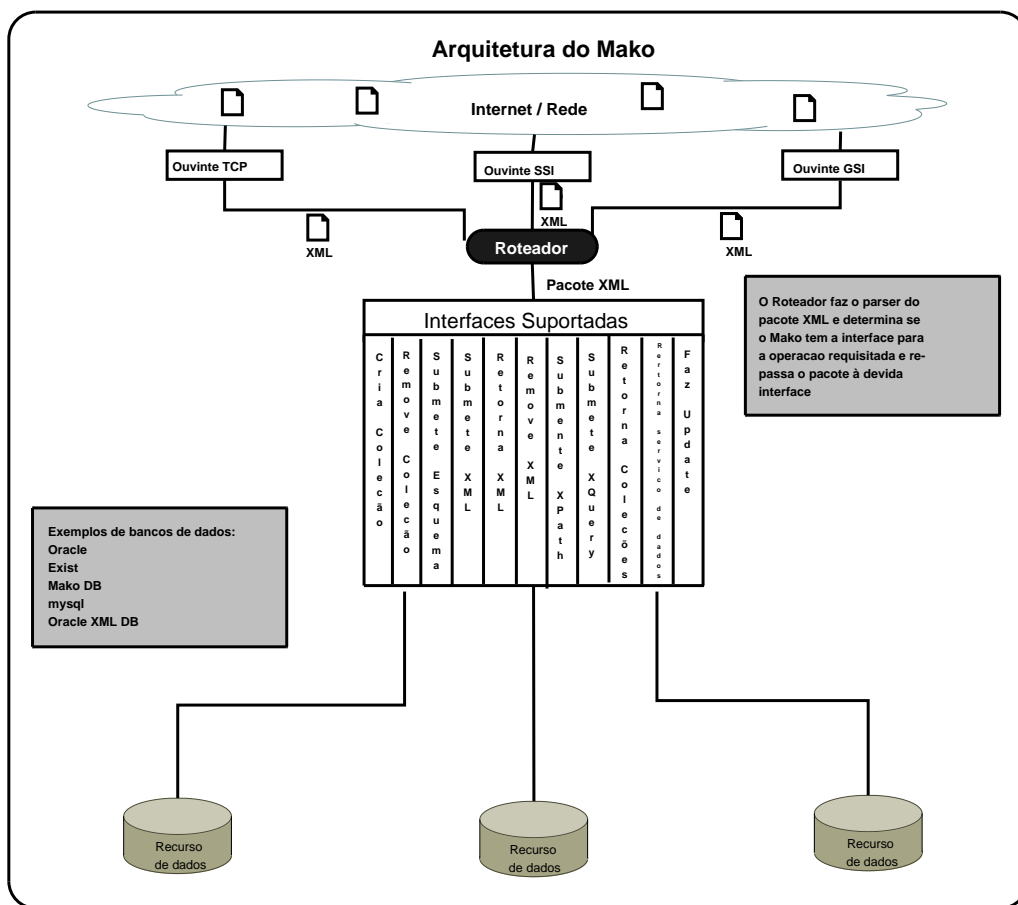 Arquitetura do Mako
Internet / Rede
Ouvinte TCP
Ouvinte SSI
Ouvinte GSI
XML
XML
XML
Roteador
Pacote XML
O Roteador faz o parser do
pacote XML e determina se
o Mako tem a interface para
a operacao requisitada e re-
passa o pacote à devida
interface
Interfaces Suportadas
Cria Colecão
Remove Colecão
Submete Esquema
Submete XML
Retorna XML
Remove XML
Submente XPath
Submete XQuery
Retorna Coleções
Rertorna servico de dados
Faz Update
Exemplos de bancos de dados:
Oracle
Exist
Mako DB
mysql
Oracle XML DB
Recurso
de dados
Recurso
de dados
Recurso
de dados